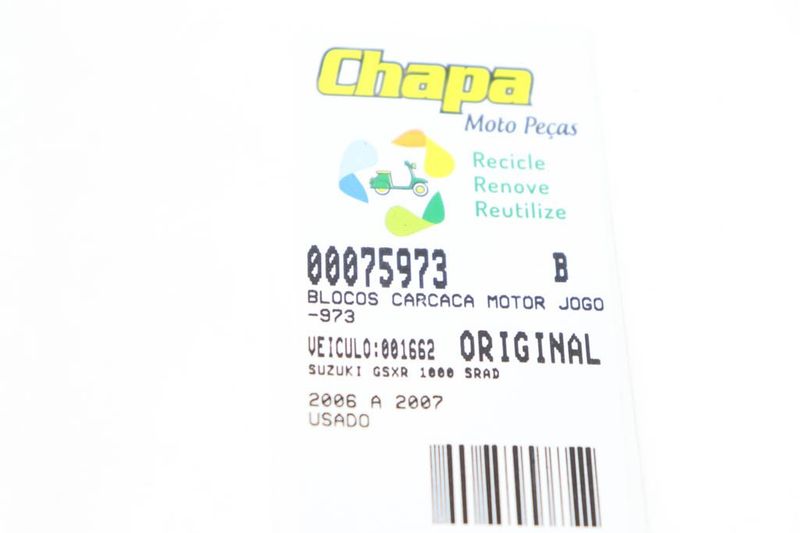 Chapa
Moto Peças
Recicle
Renove
Reutilize
00075973 B
BLOCOS CARCACA MOTOR JOGO
-973
VEICULO:001662 ORIGINAL
SUZUKI GSXR 1000 SRAD
2006 A 2007
USADO